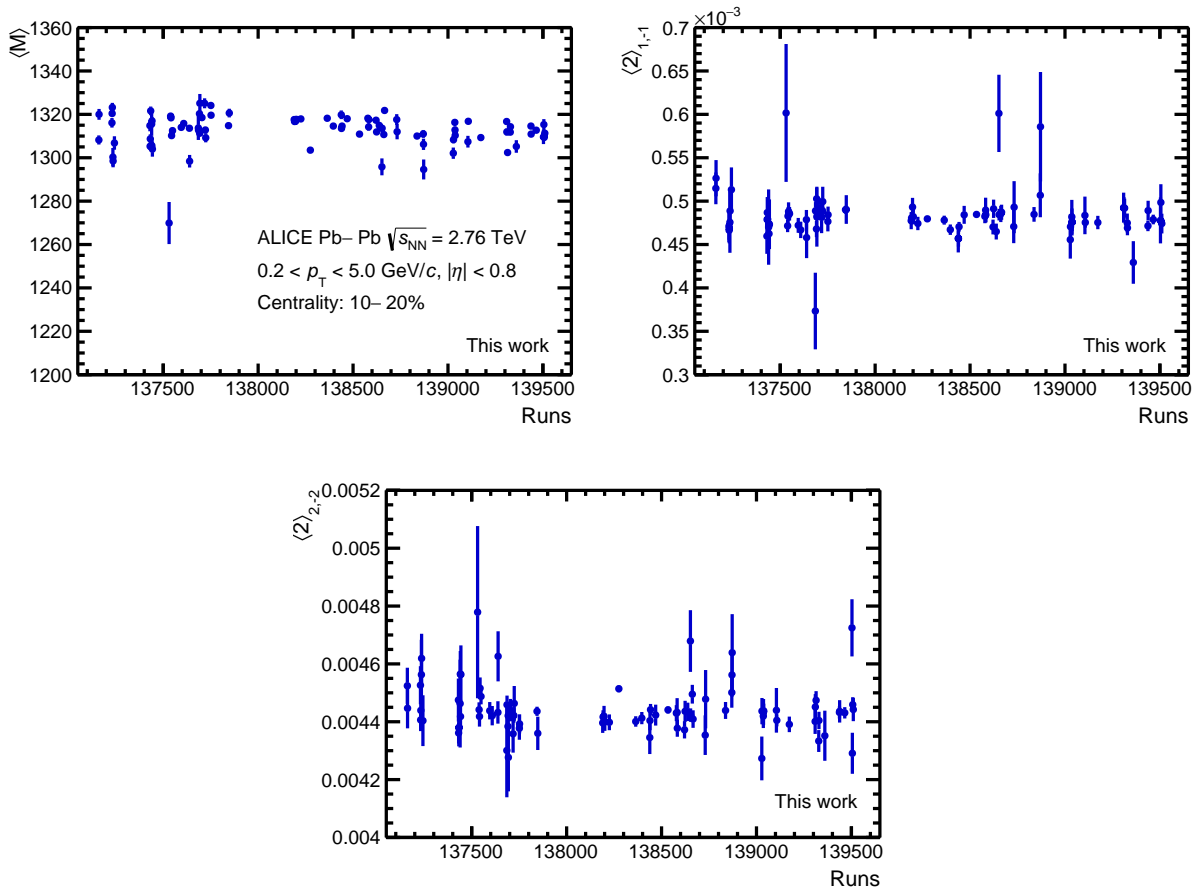 ⟨M⟩
1360
1340
1320
1300
1280
1260
1240
1220
1200
137500 138000 138500 139000 139500
Runs
ALICE Pb– Pb √s_NN = 2.76 TeV
0.2 < p_T < 5.0 GeV/c, |η| < 0.8
Centrality: 10– 20%
This work
⟨2⟩_1,-1
×10⁻³
0.7
0.65
0.6
0.55
0.5
0.45
0.4
0.35
0.3
137500 138000 138500 139000 139500
Runs
This work
⟨2⟩_2,-2
0.0052
0.005
0.0048
0.0046
0.0044
0.0042
0.004
137500 138000 138500 139000 139500
Runs
This work